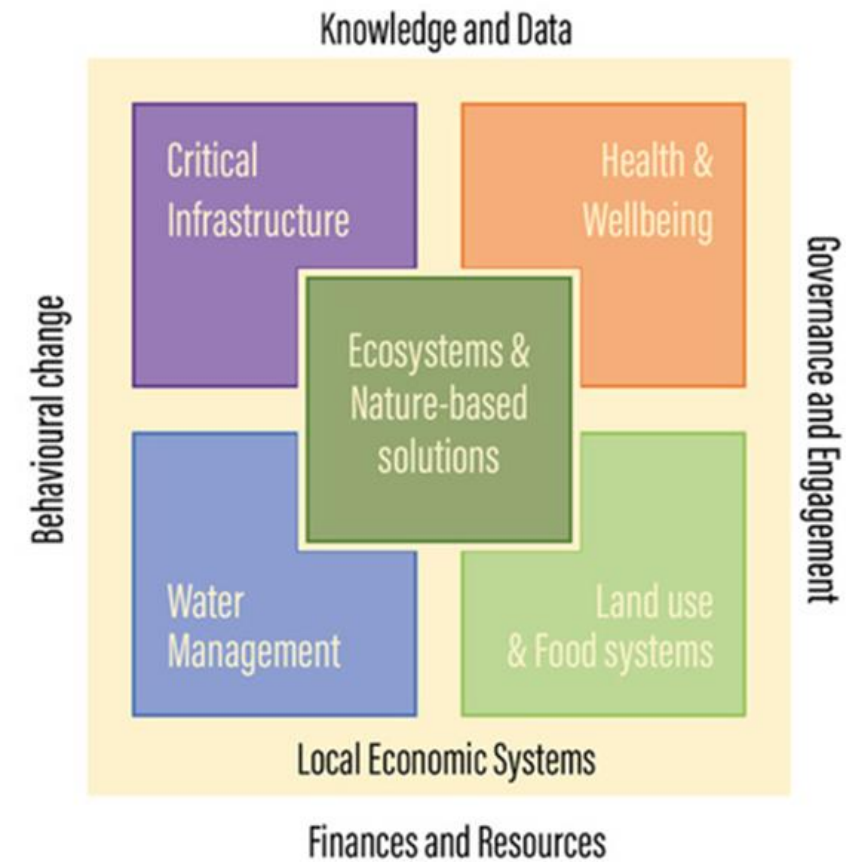 Knowledge and Data
Critical
Infrastructure
Health &
Wellbeing
Behavioural change
Ecosystems &
Nature-based
solutions
Governance and Engagement
Water
Management
Land use
& Food systems
Local Economic Systems
Finances and Resources